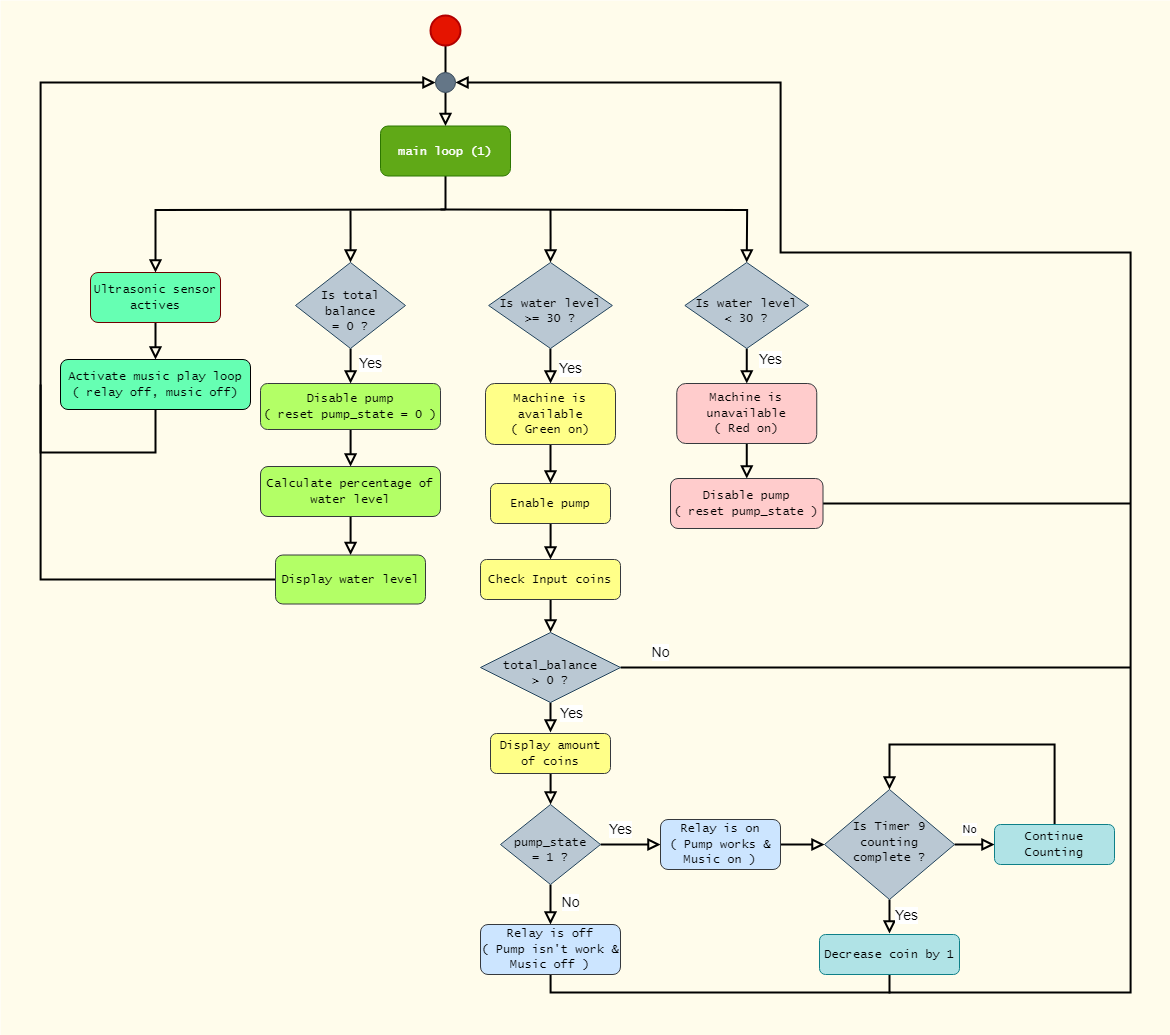 main loop (1)
Ultrasonic sensor
actives
Activate music play loop
( relay off, music off)
Is total
balance
= 0 ?
Yes
Disable pump
( reset pump_state = 0 )
Calculate percentage of
water level
Display water level
Is water level
>= 30 ?
Yes
Machine is
available
( Green on)
Enable pump
Check Input coins
total_balance
> 0 ?
No
Yes
Display amount
of coins
pump_state
= 1 ?
Yes
No
Relay is off
( Pump isn't work &
Music off )
Relay is on
( Pump works &
Music on )
Is Timer 9
counting
complete ?
No
Continue
Counting
Yes
Decrease coin by 1
Is water level
< 30 ?
Yes
Machine is
unavailable
( Red on)
Disable pump
( reset pump_state )